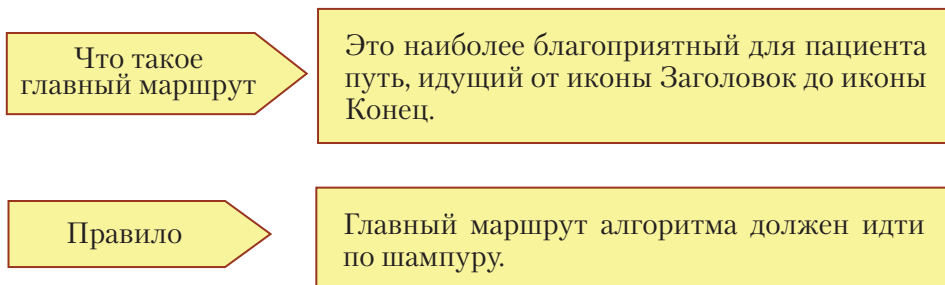 Что такое
главный маршрут
Это наиболее благоприятный для пациента
путь, идущий от иконы Заголовок до иконы
Конец.
Правило
Главный маршрут алгоритма должен идти
по шампуру.